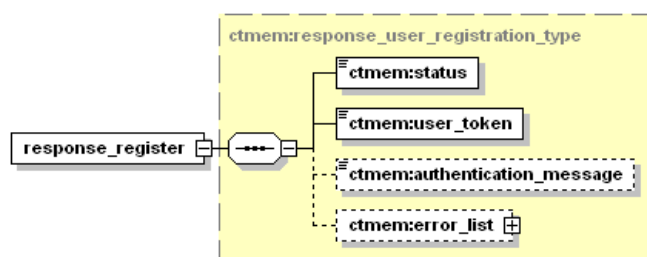 ctmem:response_user_registration_type
ctmem:status
ctmem:user_token
response_register
ctmem:authentication_message
ctmem:error_list